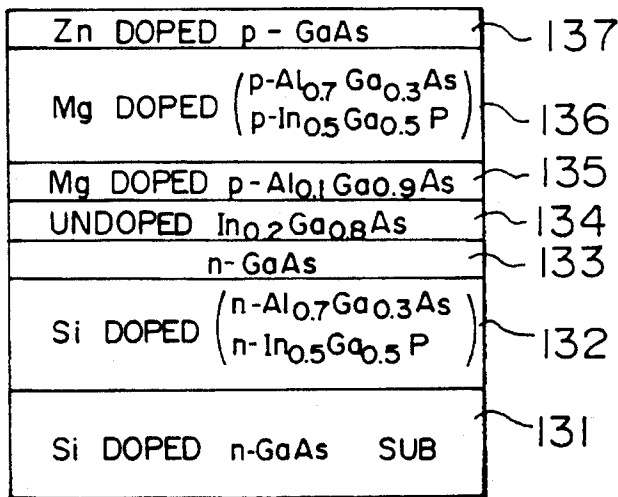 Zn DOPED p-GaAs 137
Mg DOPED (p-Al0.7Ga0.3As
p-In0.5Ga0.5P) 136
Mg DOPED p-Al0.1Ga0.9As 135
UNDOPED In0.2Ga0.8As 134
n-GaAs 133
Si DOPED (n-Al0.7Ga0.3As
n-In0.5Ga0.5P) 132
Si DOPED n-GaAs SUB 131